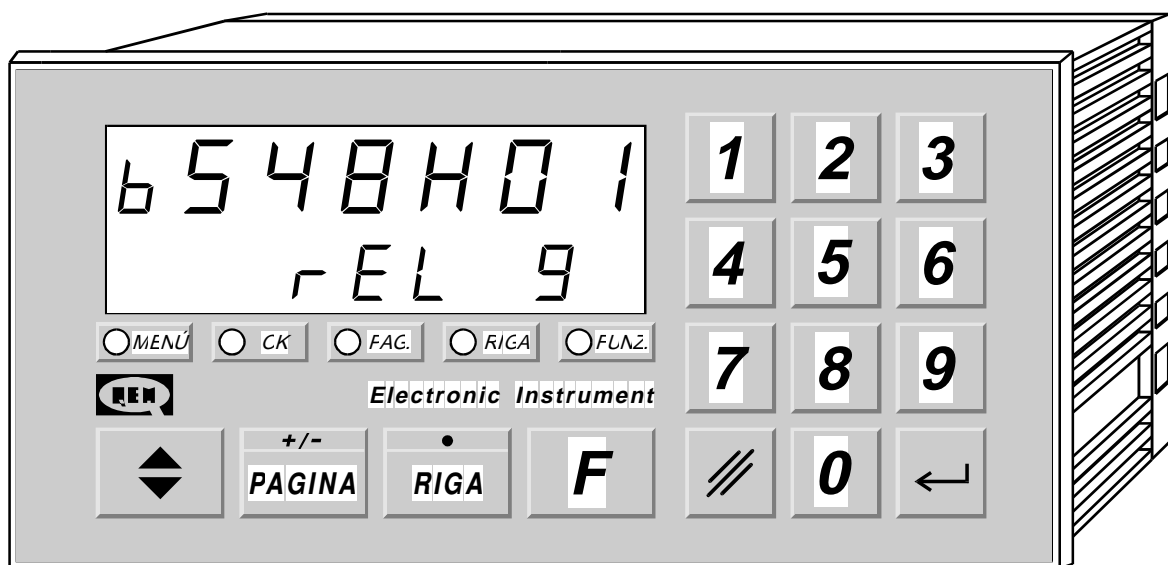 b548H01
rEL 9
MENÚ CK PAG. RIGA FUNZ.
QEM
Electronic Instrument
+/-
PAGINA
RIGA
F
1 2 3
4 5 6
7 8 9
0